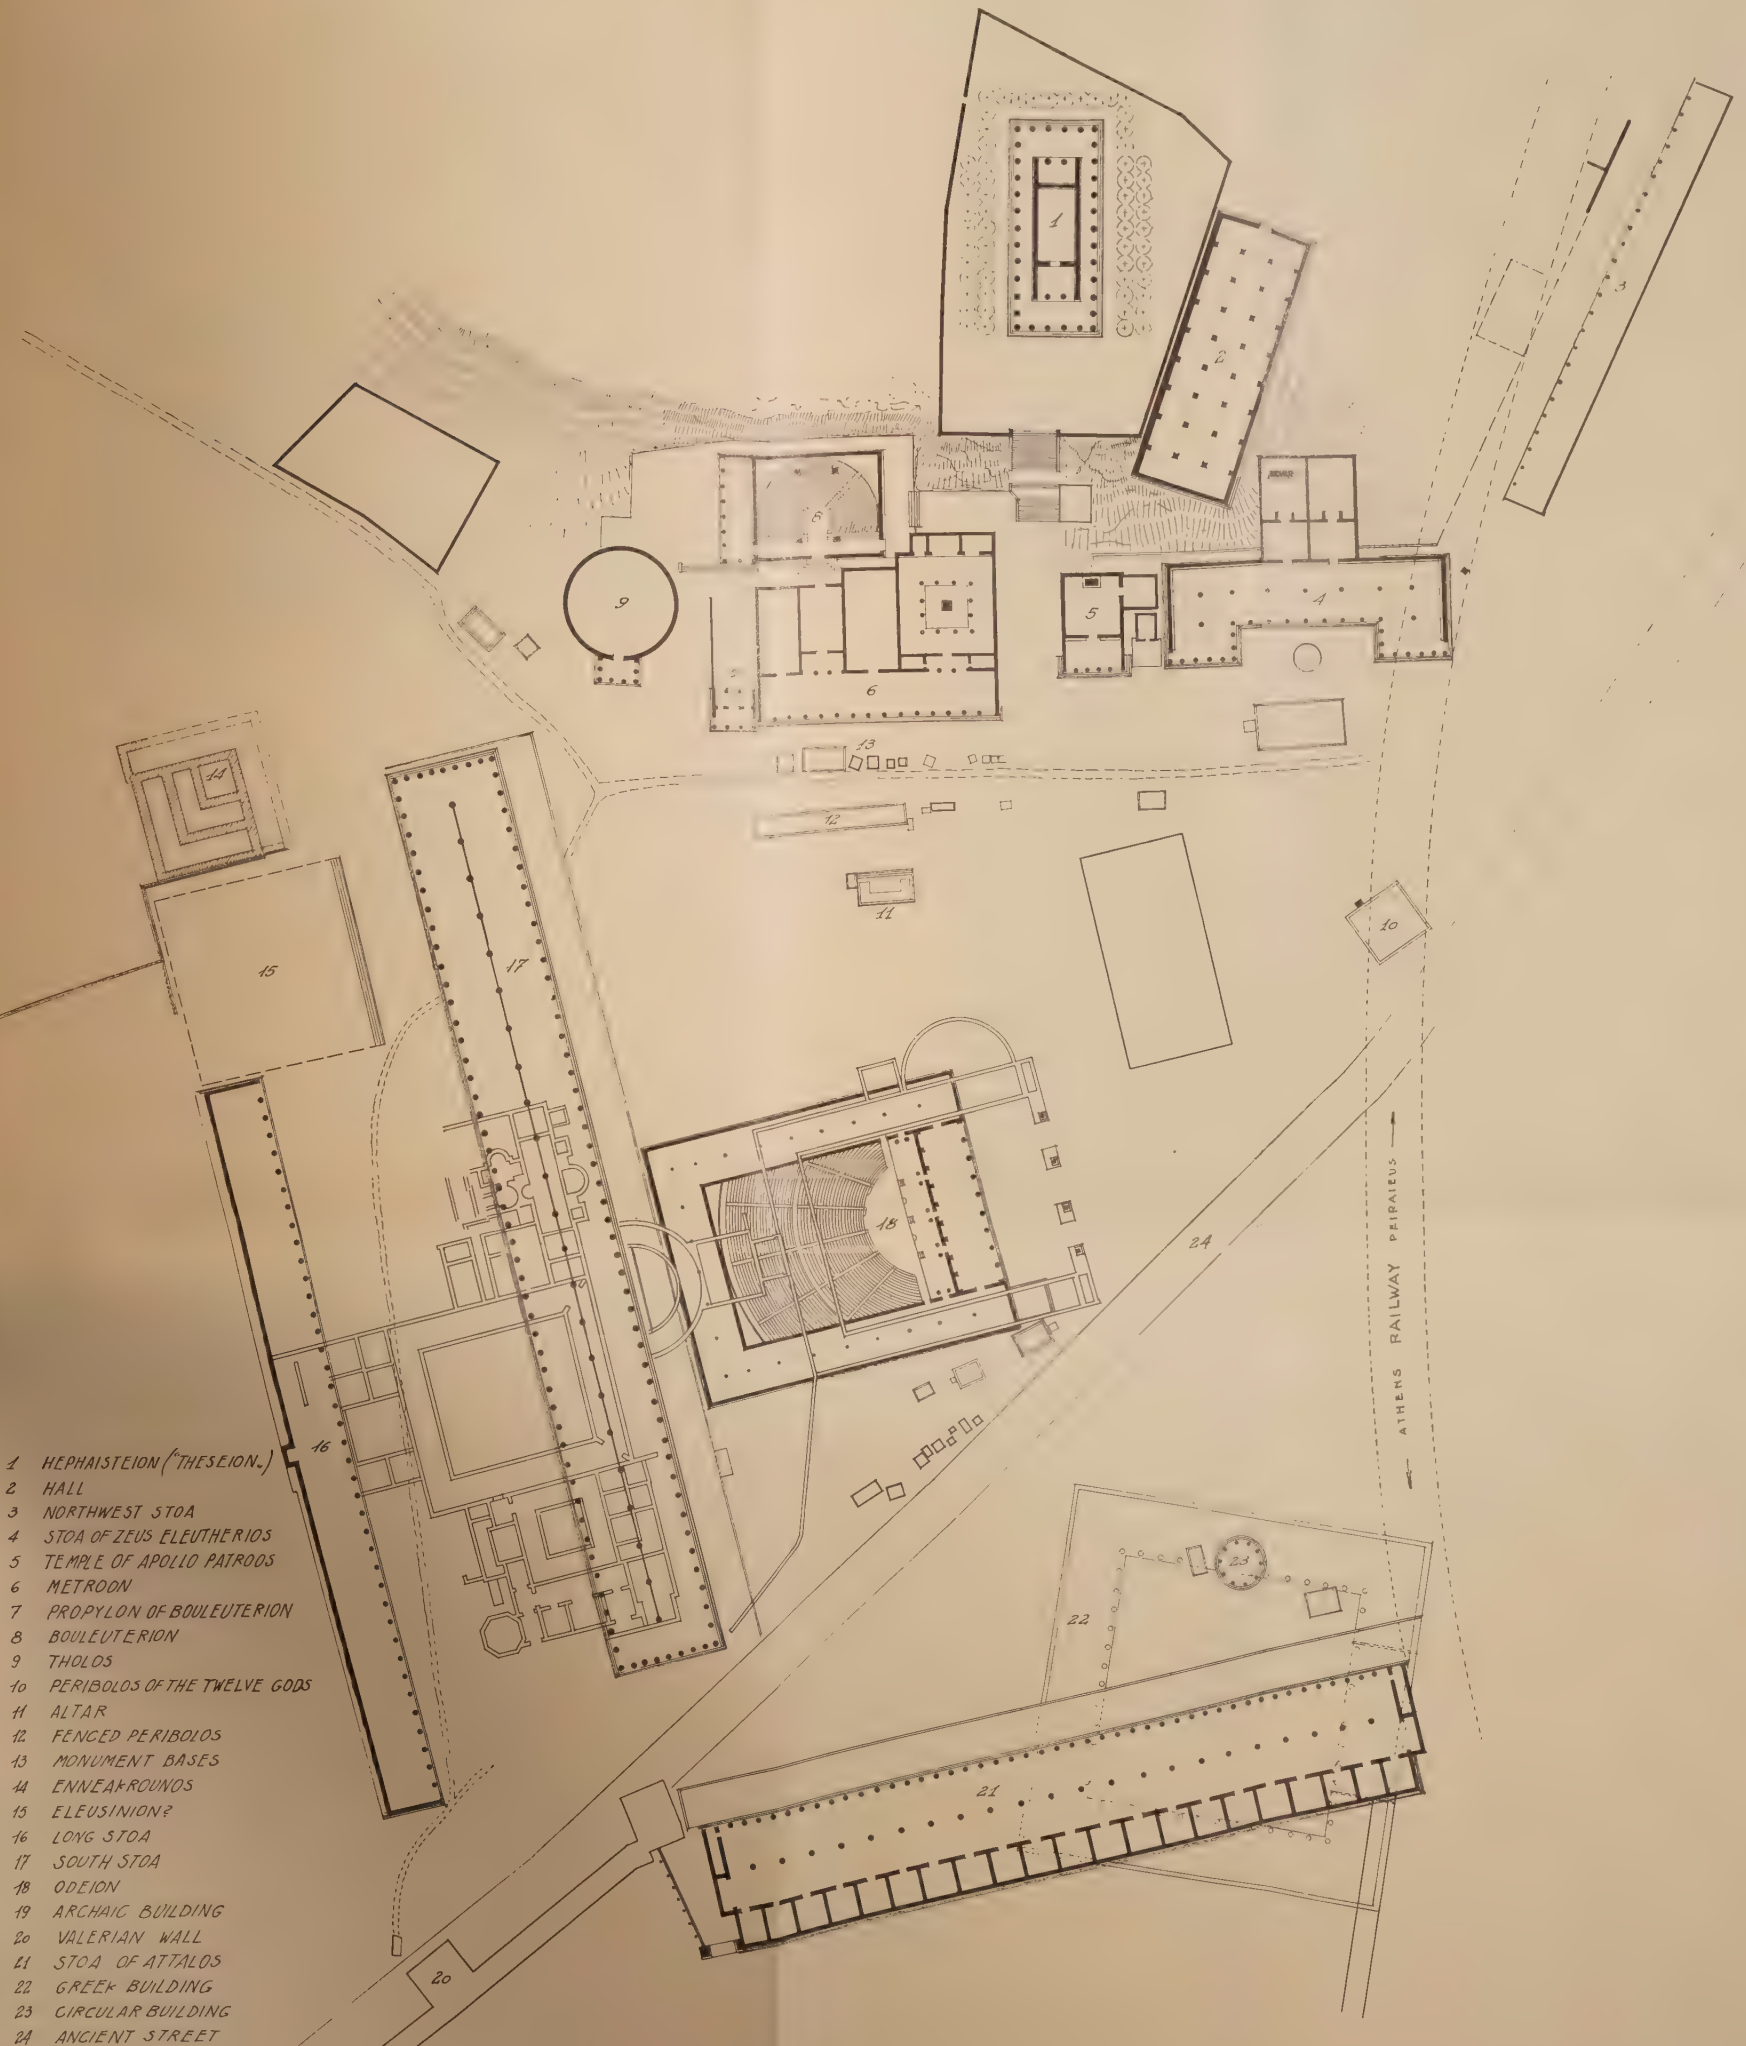 1
2
3
4
5
6
8
9
10
11
12
13
14
15
16
17
18
20
21
22
23
24
ATHENS RAILWAY PEIRAIEUS
1 HEPHAISTEION ("THESEION„)
2 HALL
3 NORTHWEST STOA
4 STOA OF ZEUS ELEUTHERIOS
5 TEMPLE OF APOLLO PATROOS
6 METROON
7 PROPYLON OF BOULEUTERION
8 BOULEUTERION
9 THOLOS
10 PERIBOLOS OF THE TWELVE GODS
11 ALTAR
12 FENCED PERIBOLOS
13 MONUMENT BASES
14 ENNEAKROUNOS
15 ELEUSINION?
16 LONG STOA
17 SOUTH STOA
18 ODEION
19 ARCHAIC BUILDING
20 VALERIAN WALL
21 STOA OF ATTALOS
22 GREEK BUILDING
23 CIRCULAR BUILDING
24 ANCIENT STREET